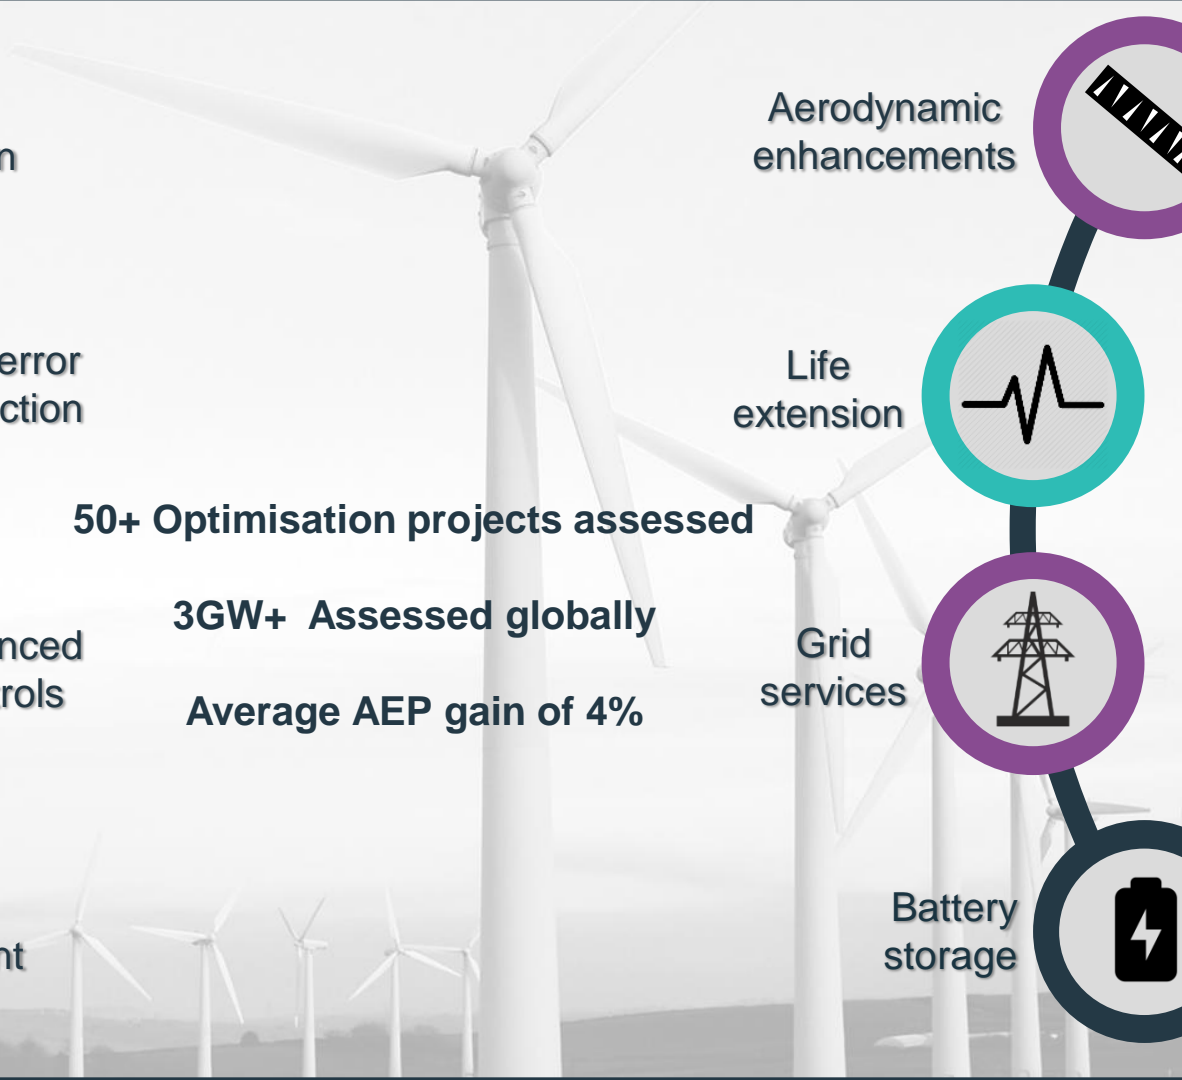 Aerodynamic
enhancements
error
Life
extension
50+ Optimisation projects assessed
3GW+  Assessed globally
Grid
services
Average AEP gain of 4%
Battery
storage